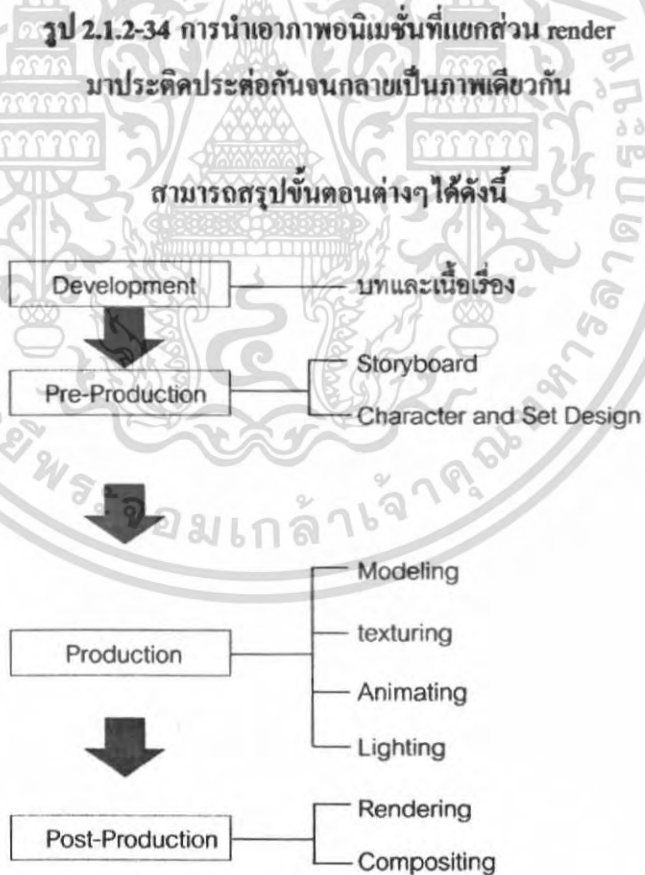 รูป 2.1.2-34 การนำเอาภาพอนิเมชั่นที่แยกส่วน render
มาประติดประต่อกันจนกลายเป็นภาพเดียวกัน
สามารถสรุปขั้นตอนต่างๆ ได้ดังนี้
Development บทและเนื้อเรื่อง
Pre-Production
Storyboard
Character and Set Design
Production
Modeling
texturing
Animating
Lighting
Post-Production
Rendering
Compositing